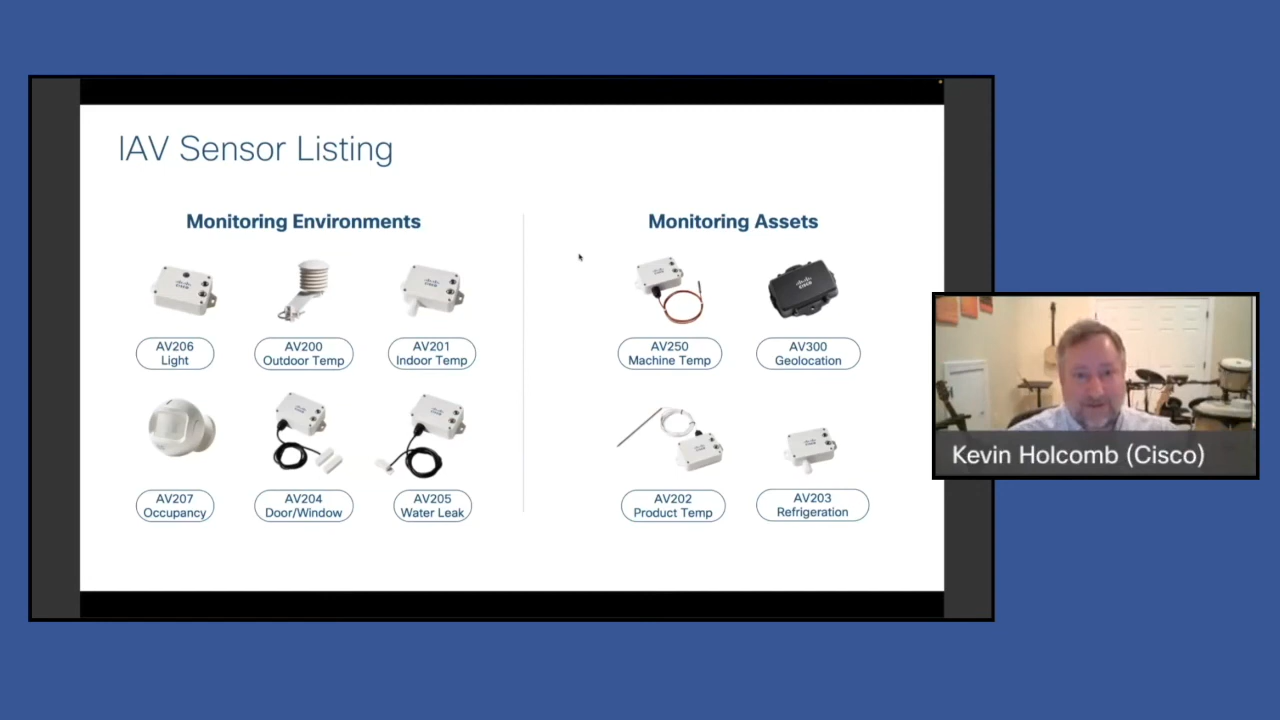 IAV Sensor Listing
Monitoring Environments
Monitoring Assets
AV206
Light
AV200
Outdoor Temp
AV201
Indoor Temp
AV250
Machine Temp
AV300
Geolocation
AV207
Occupancy
AV204
Door/Window
AV205
Water Leak
AV202
Product Temp
AV203
Refrigeration
Kevin Holcomb (Cisco)